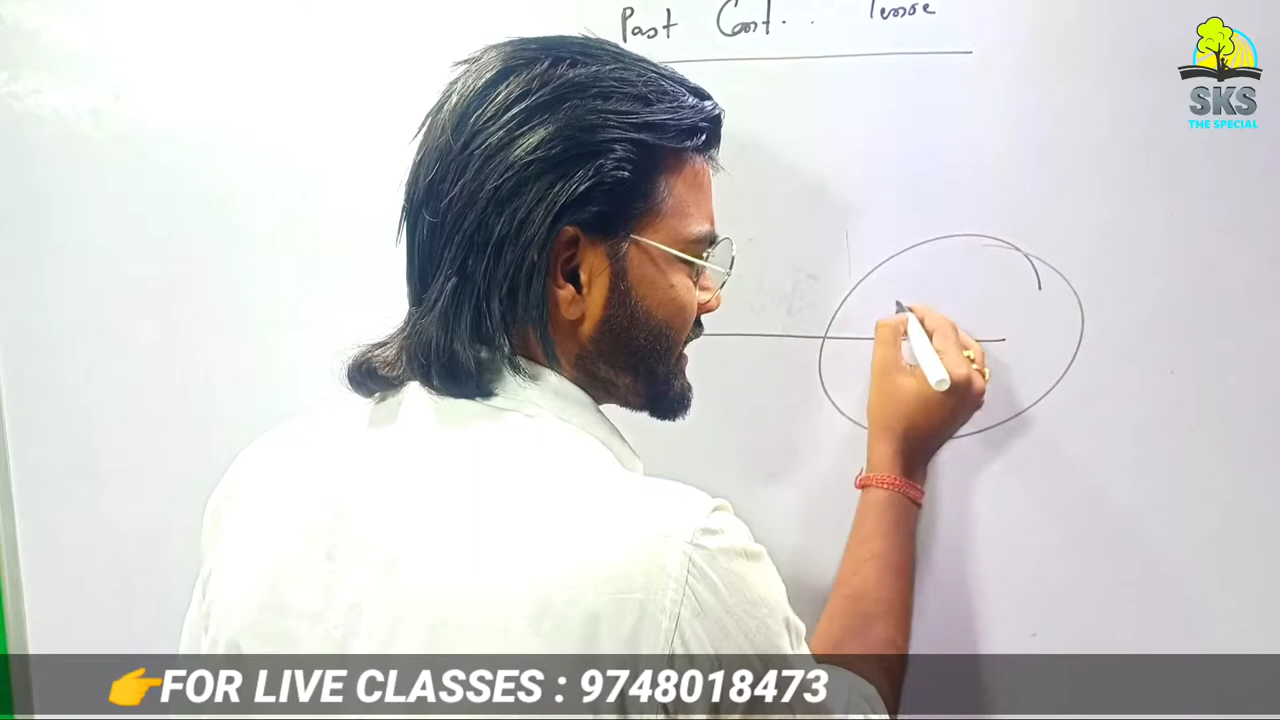 Past Cont... Tense
SKS
THE SPECIAL
FOR LIVE CLASSES : 9748018473